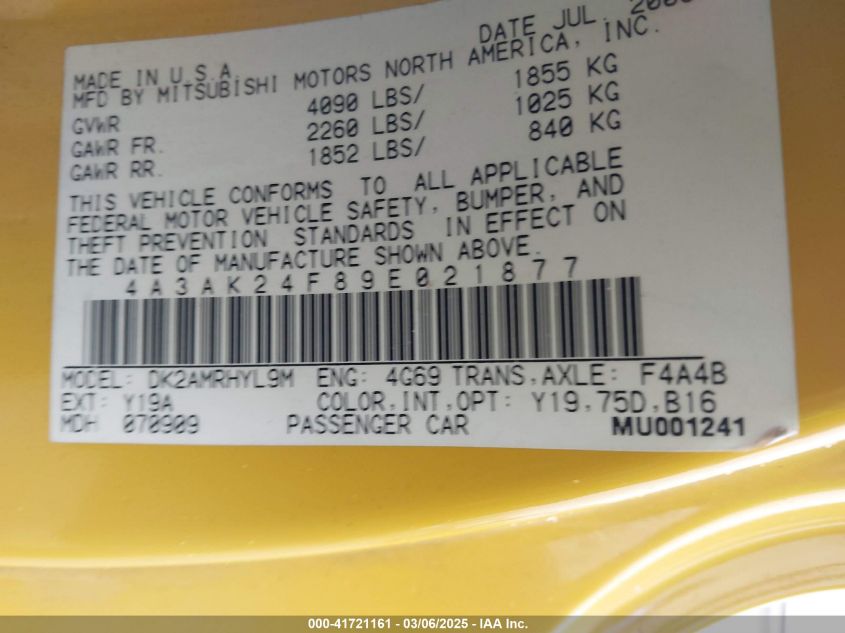 DATE JUL.
MADE IN U.S.A.
MFD BY MITSUBISHI MOTORS NORTH AMERICA, INC.
GVWR 4090 LBS/ 1855 KG
GAWR FR. 2260 LBS/ 1025 KG
GAWR RR. 1852 LBS/ 840 KG
THIS VEHICLE CONFORMS TO ALL APPLICABLE
FEDERAL MOTOR VEHICLE SAFETY, BUMPER, AND
THEFT PREVENTION STANDARDS IN EFFECT ON
THE DATE OF MANUFACTURE SHOWN ABOVE.
4A3AK24F89E021877
MODEL: DK2AMRHYL9M ENG: 4G69 TRANS,AXLE: F4A4B
EXT: Y19A COLOR,INT,OPT: Y19,75D,B16
MDH 070909 PASSENGER CAR MU001241
000-41721161 - 03/06/2025 - IAA Inc.